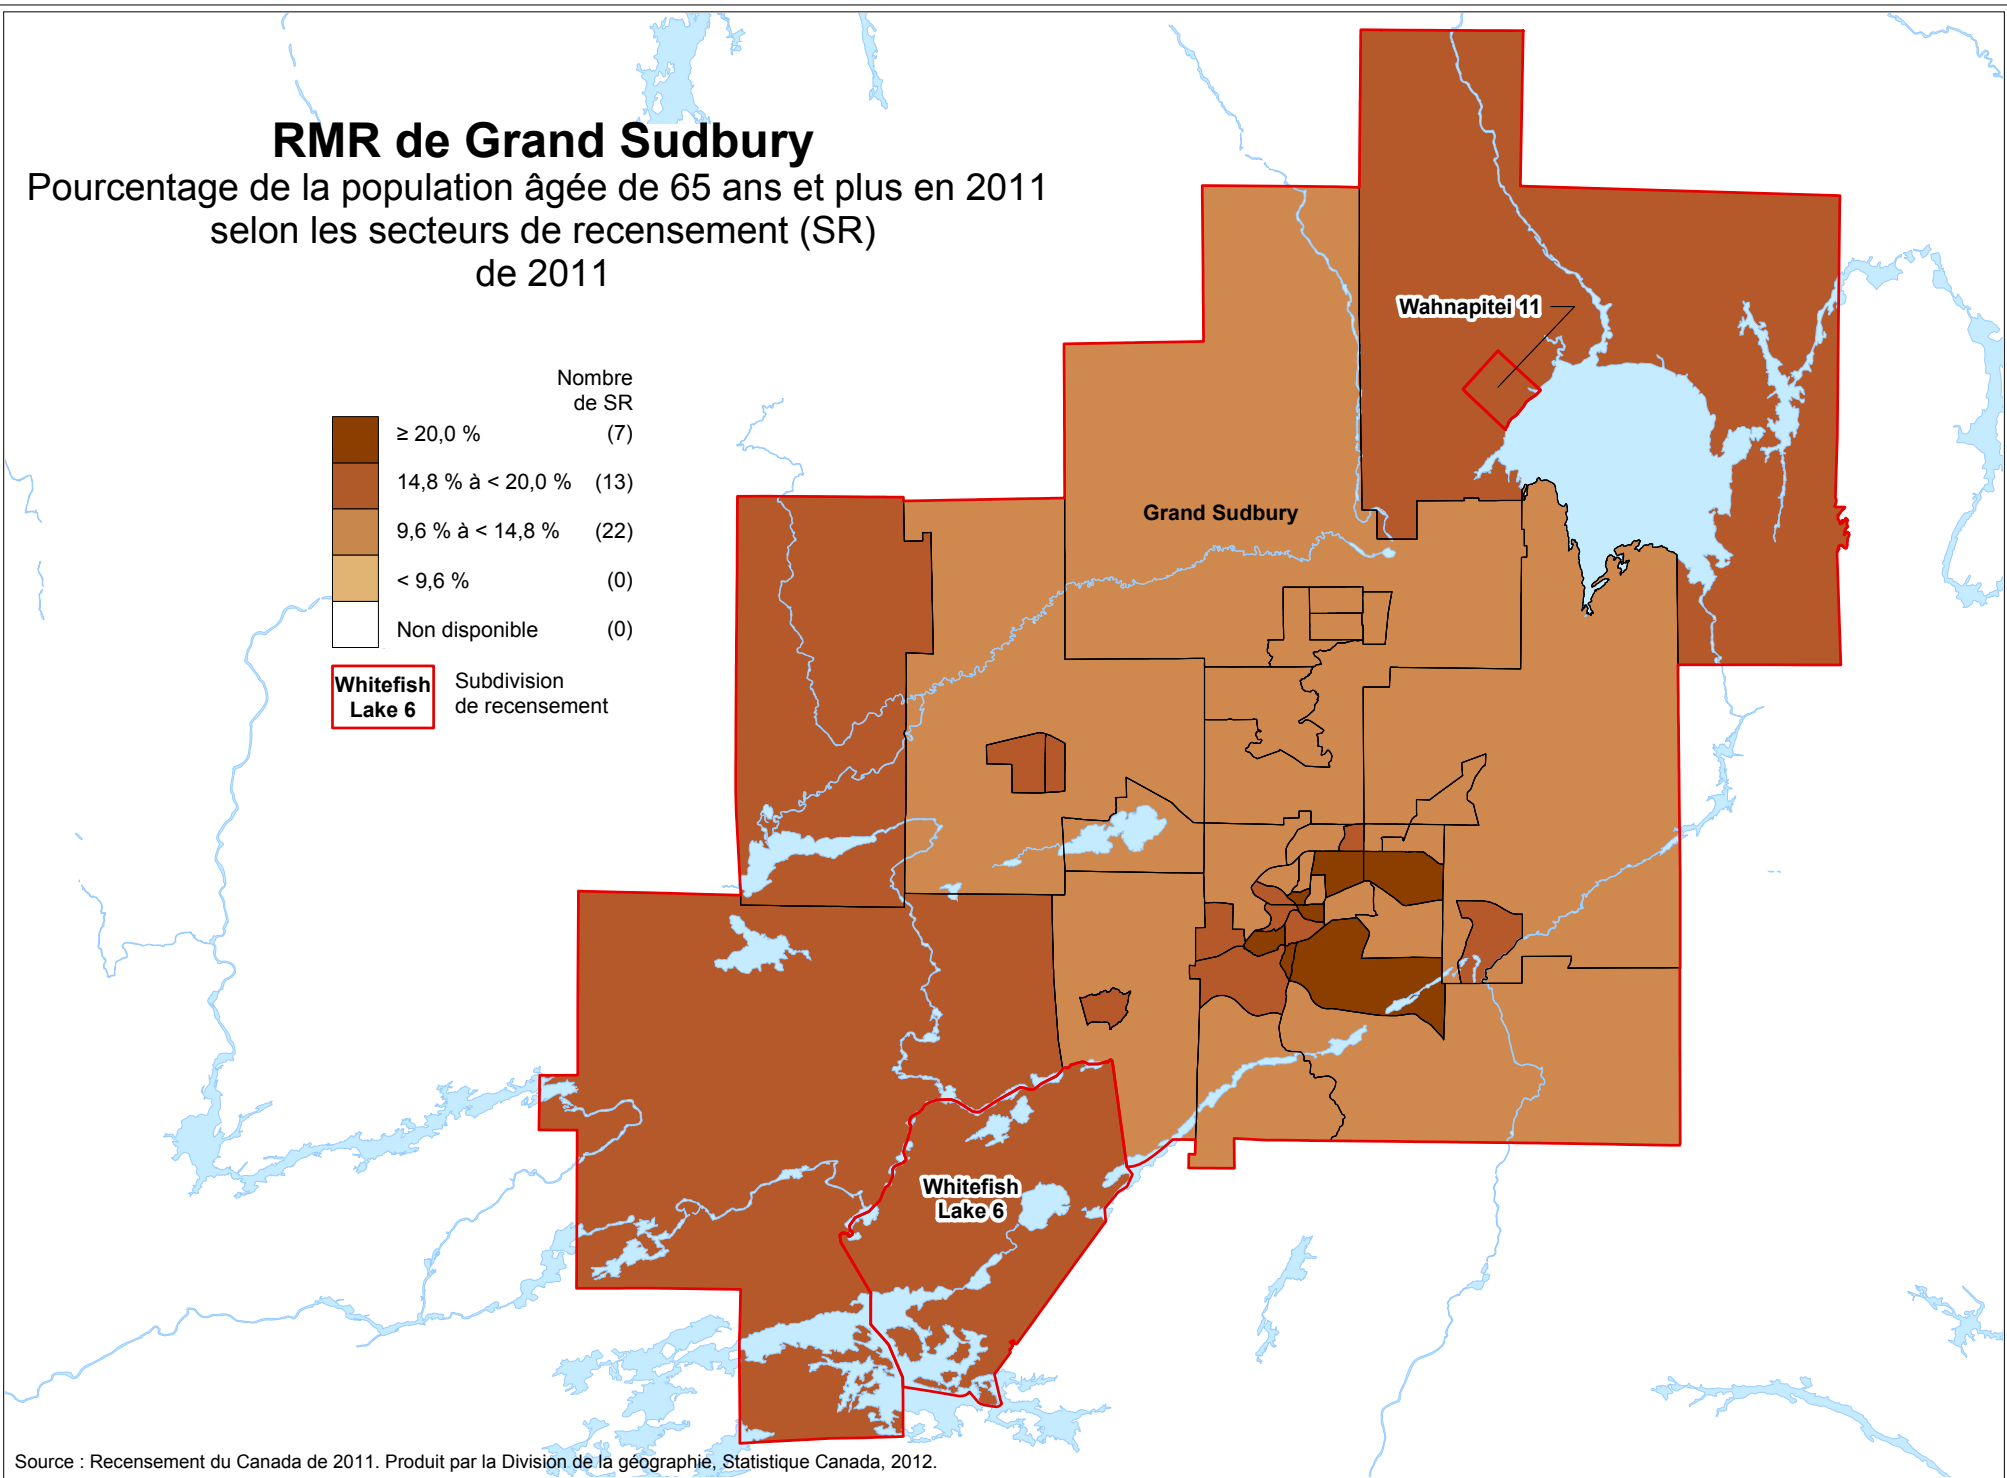 RMR de Grand Sudbury
Pourcentage de la population âgée de 65 ans et plus en 2011
selon les secteurs de recensement (SR)
de 2011
Nombre
de SR
≥ 20,0 % (7)
14,8 % à < 20,0 % (13)
9,6 % à < 14,8 % (22)
< 9,6 % (0)
Non disponible (0)
Whitefish
Lake 6
Subdivision
de recensement
Wahnapitei 11
Grand Sudbury
Whitefish
Lake 6
Source : Recensement du Canada de 2011. Produit par la Division de la géographie, Statistique Canada, 2012.